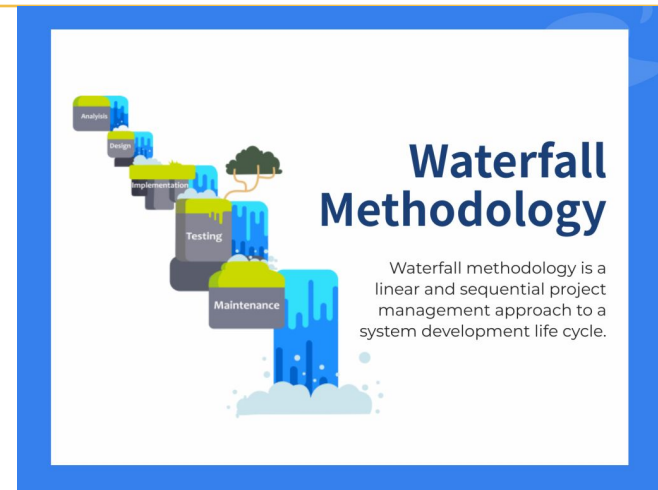 Analyisis
Design
Implementation
Testing
Maintenance
Waterfall
Methodology
Waterfall methodology is a
linear and sequential project
management approach to a
system development life cycle.